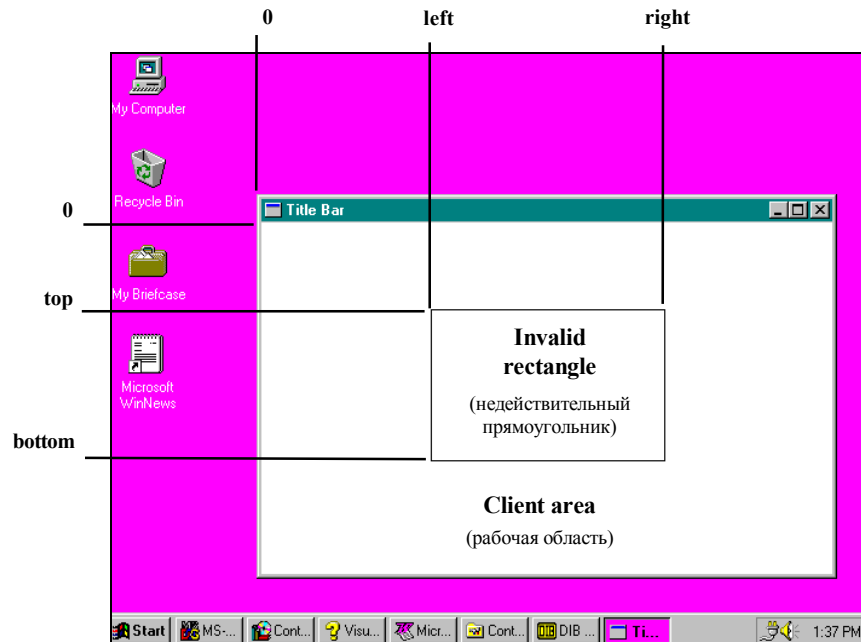 0 left right
My Computer
Recycle Bin
0
Title Bar
My Briefcase
top
Invalid
rectangle
Microsoft
WinNews
(недействительный
прямоугольник)
bottom
Client area
(рабочая область)
Start MS-... Cont... Visu... Micr... Cont... DIB ... Ti... 1:37 PM